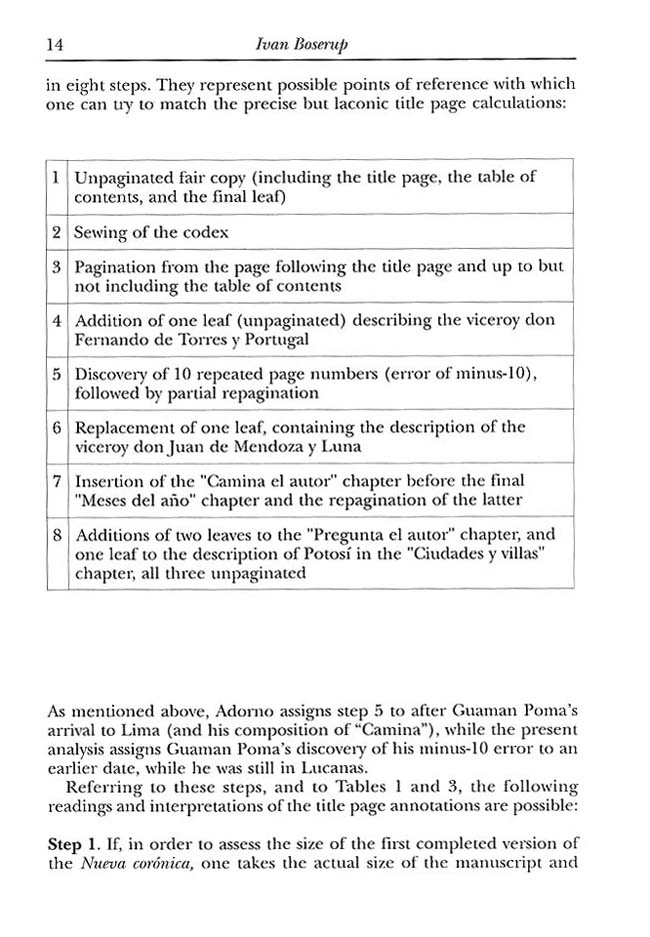 14
Ivan Boserup
in eight steps. They represent possible points of reference with which
one can try to match the precise but laconic title page calculations:
1 Unpaginated fair copy (including the title page, the table of
contents, and the final leaf)
2 Sewing of the codex
3 Pagination from the page following the title page and up to but
not including the table of contents
4 Addition of one leaf (unpaginated) describing the viceroy don
Fernando de Torres y Portugal
5 Discovery of 10 repeated page numbers (error of minus-10),
followed by partial repagination
6 Replacement of one leaf, containing the description of the
viceroy don Juan de Mendoza y Luna
7 Insertion of the "Camina el autor" chapter before the final
"Meses del año" chapter and the repagination of the latter
8 Additions of two leaves to the "Pregunta el autor" chapter, and
one leaf to the description of Potosí in the "Ciudades y villas"
chapter, all three unpaginated
As mentioned above, Adorno assigns step 5 to after Guaman Poma's
arrival to Lima (and his composition of “Camina”), while the present
analysis assigns Guaman Poma's discovery of his minus-10 error to an
earlier date, while he was still in Lucanas.
Referring to these steps, and to Tables 1 and 3, the following
readings and interpretations of the title page annotations are possible:
Step 1. If, in order to assess the size of the first completed version of
the Nueva corónica, one takes the actual size of the manuscript and